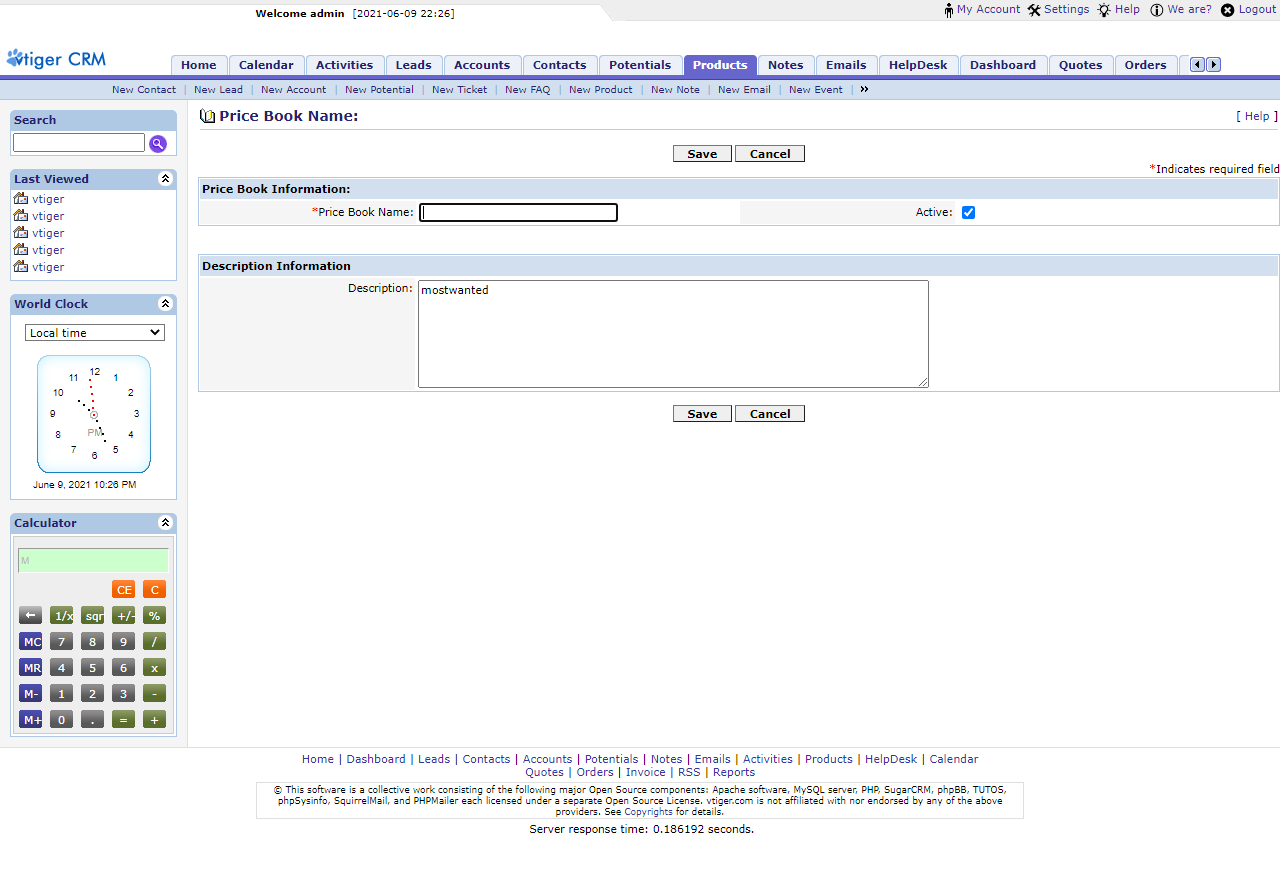 Welcome admin [2021-06-09 22:26]
My Account Settings Help We are? Logout
vtiger CRM
Home Calendar Activities Leads Accounts Contacts Potentials Products Notes Emails HelpDesk Dashboard Quotes Orders
New Contact | New Lead | New Account | New Potential | New Ticket | New FAQ | New Product | New Note | New Email | New Event | »
Search
Last Viewed
vtiger
vtiger
vtiger
vtiger
vtiger
World Clock
Local time
12
11 1
10 2
9 3
8 PM 4
7 5
6
June 9, 2021 10:26 PM
Calculator
M
CE C
← 1/x sqr +/- %
MC 7 8 9 /
MR 4 5 6 x
M- 1 2 3 -
M+ 0 . = +
Price Book Name:
[ Help ]
Save Cancel
*Indicates required field
Price Book Information:
*Price Book Name: Active:
Description Information
Description: mostwanted
Save Cancel
Home | Dashboard | Leads | Contacts | Accounts | Potentials | Notes | Emails | Activities | Products | HelpDesk | Calendar
Quotes | Orders | Invoice | RSS | Reports
© This software is a collective work consisting of the following major Open Source components: Apache software, MySQL server, PHP, SugarCRM, phpBB, TUTOS,
phpSysinfo, SquirrelMail, and PHPMailer each licensed under a separate Open Source License. vtiger.com is not affiliated with nor endorsed by any of the above
providers. See Copyrights for details.
Server response time: 0.186192 seconds.